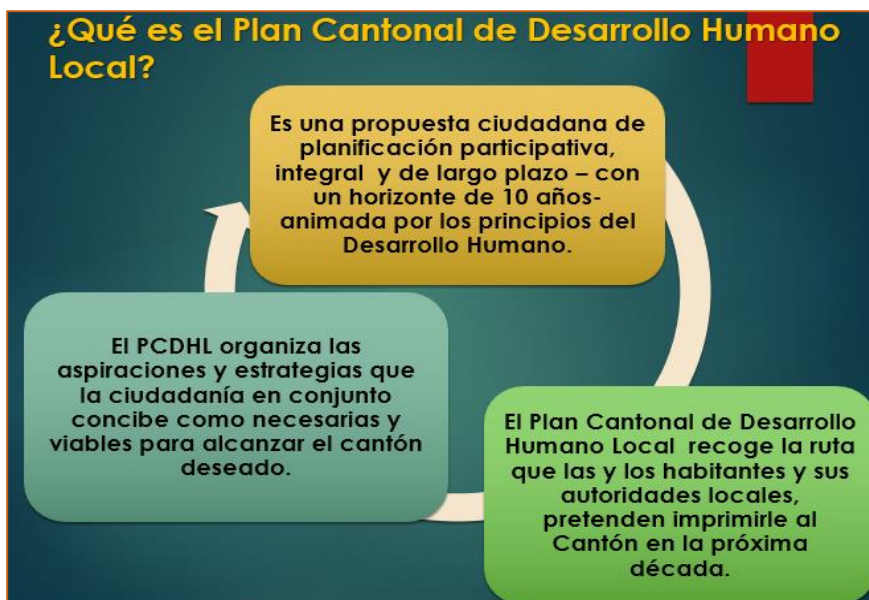 ¿Qué es el Plan Cantonal de Desarrollo Humano
Local?
Es una propuesta ciudadana de
planificación participativa,
integral y de largo plazo – con
un horizonte de 10 años-
animada por los principios del
Desarrollo Humano.
El PCDHL organiza las
aspiraciones y estrategias que
la ciudadanía en conjunto
concibe como necesarias y
viables para alcanzar el cantón
deseado.
El Plan Cantonal de Desarrollo
Humano Local recoge la ruta
que las y los habitantes y sus
autoridades locales,
pretenden imprimirle al
Cantón en la próxima
década.